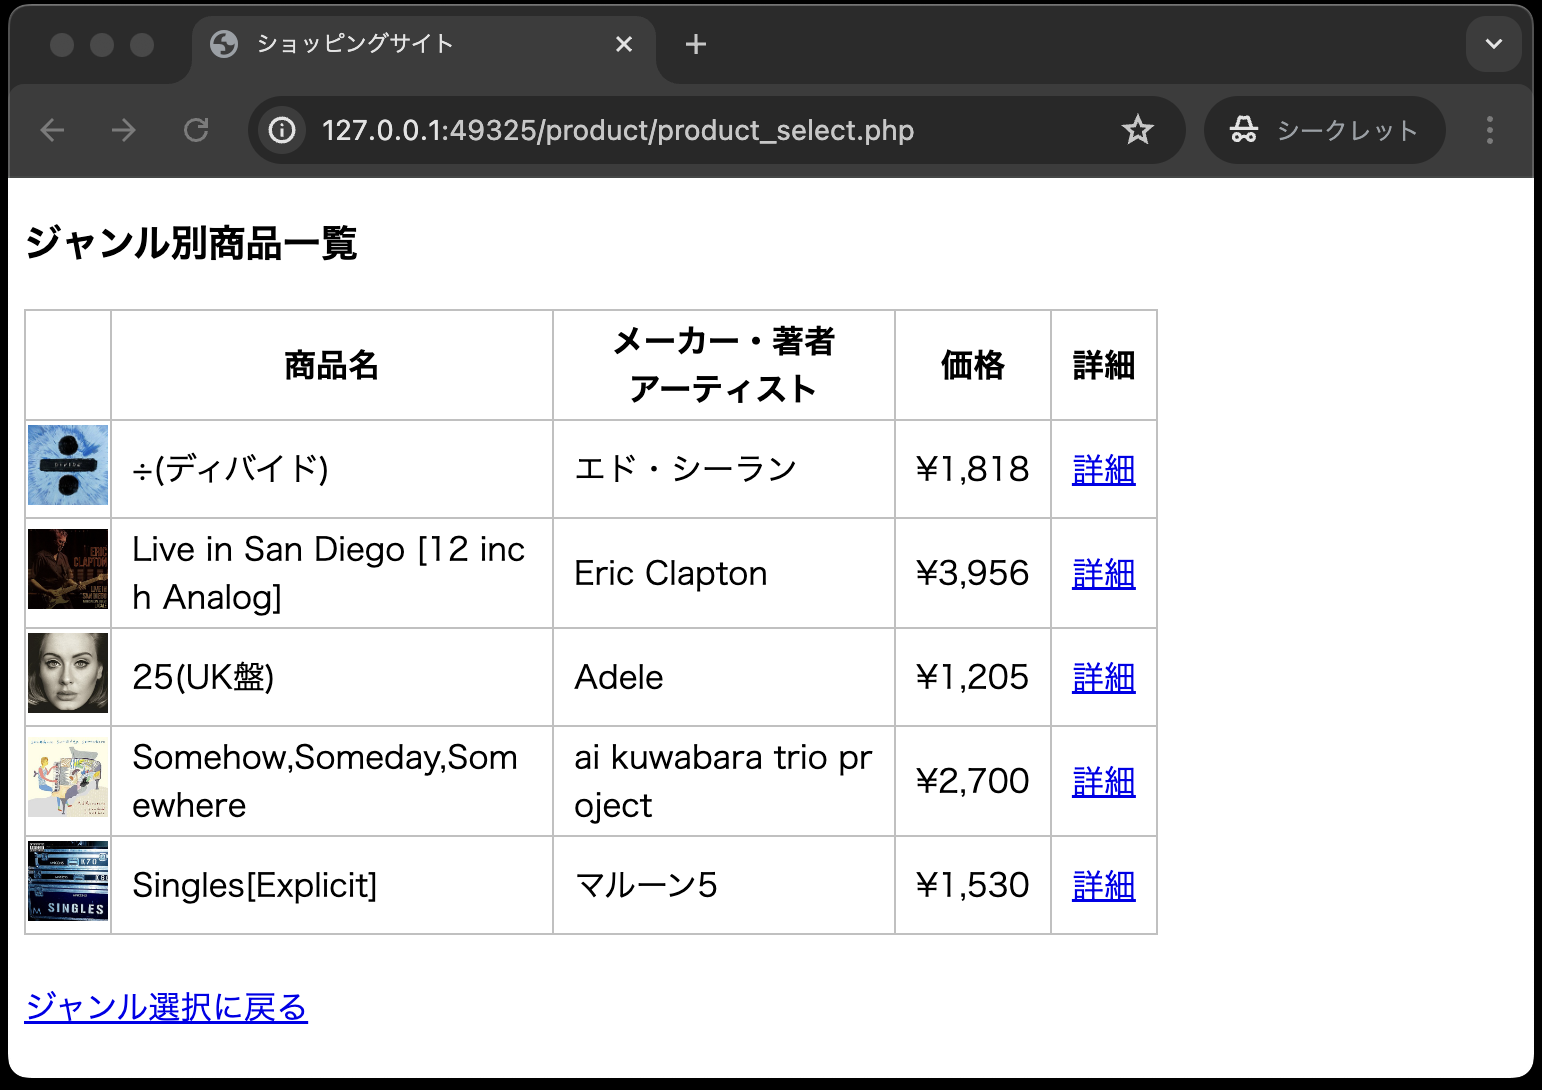 ショッピングサイト
127.0.0.1:49325/product/product_select.php
シークレット
ジャンル別商品一覧
商品名
メーカー・著者
アーティスト
価格
詳細
÷(ディバイド)
エド・シーラン
¥1,818
詳細
Live in San Diego [12 inc
h Analog]
Eric Clapton
¥3,956
詳細
25(UK盤)
Adele
¥1,205
詳細
Somehow,Someday,Som
ewhere
ai kuwabara trio pr
oject
¥2,700
詳細
SINGLES
Singles[Explicit]
マルーン5
¥1,530
詳細
ジャンル選択に戻る